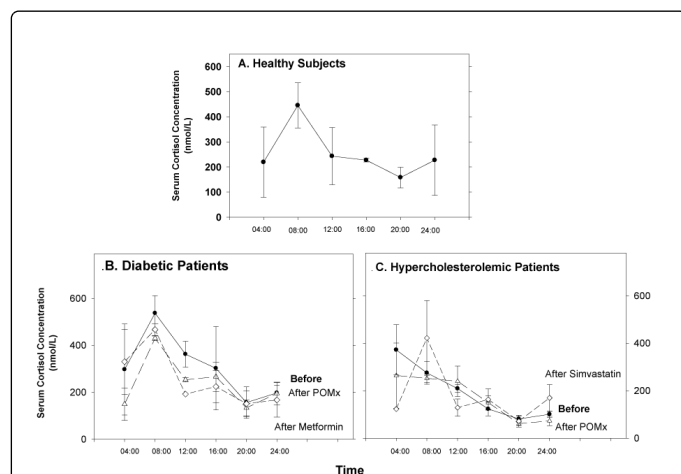 A. Healthy Subjects
Serum Cortisol Concentration
(nmol/L)
600
500
400
300
200
100
0
04:00 08:00 12:00 16:00 20:00 24:00
.B. Diabetic Patients
Serum Cortisol Concentration
(nmol/L)
600
400
200
0
Before
After POMx
After Metformin
04:00 08:00 12:00 16:00 20:00 24:00
.C. Hypercholesterolemic Patients
600
400
200
0
After Simvastatin
Before
After POMx
04:00 08:00 12:00 16:00 20:00 24:00
Time